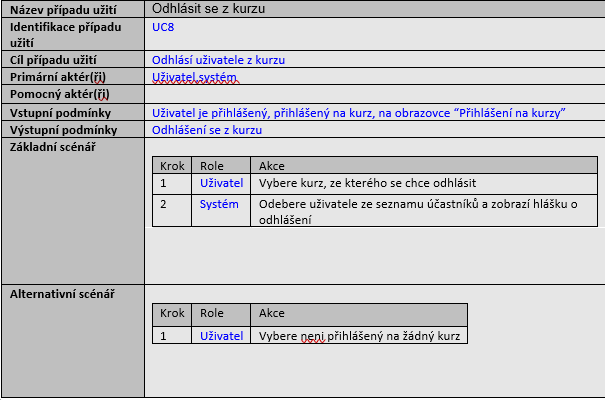 Název případu užití Odhlásit se z kurzu
Identifikace případu UC8
užití
Cíl případu užití Odhlásí uživatele z kurzu
Primární aktér(ři) Uživatel,systém
Pomocný aktér(ři)
Vstupní podmínky Uživatel je přihlášený, přihlášený na kurz, na obrazovce “Přihlášení na kurzy”
Výstupní podmínky Odhlášení se z kurzu
Základní scénář
Krok Role Akce
1 Uživatel Vybere kurz, ze kterého se chce odhlásit
2 Systém Odebere uživatele ze seznamu účastníků a zobrazí hlášku o
odhlášení
Alternativní scénář
Krok Role Akce
1 Uživatel Vybere neni přihlášený na žádný kurz